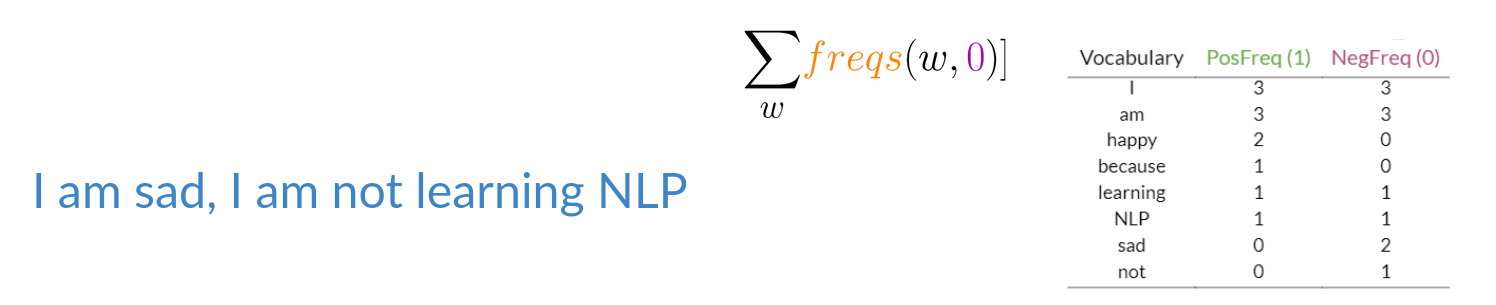 ∑ freqs(w, 0)]
w
I am sad, I am not learning NLP
Vocabulary PosFreq (1) NegFreq (0)
I 3 3
am 3 3
happy 2 0
because 1 0
learning 1 1
NLP 1 1
sad 0 2
not 0 1